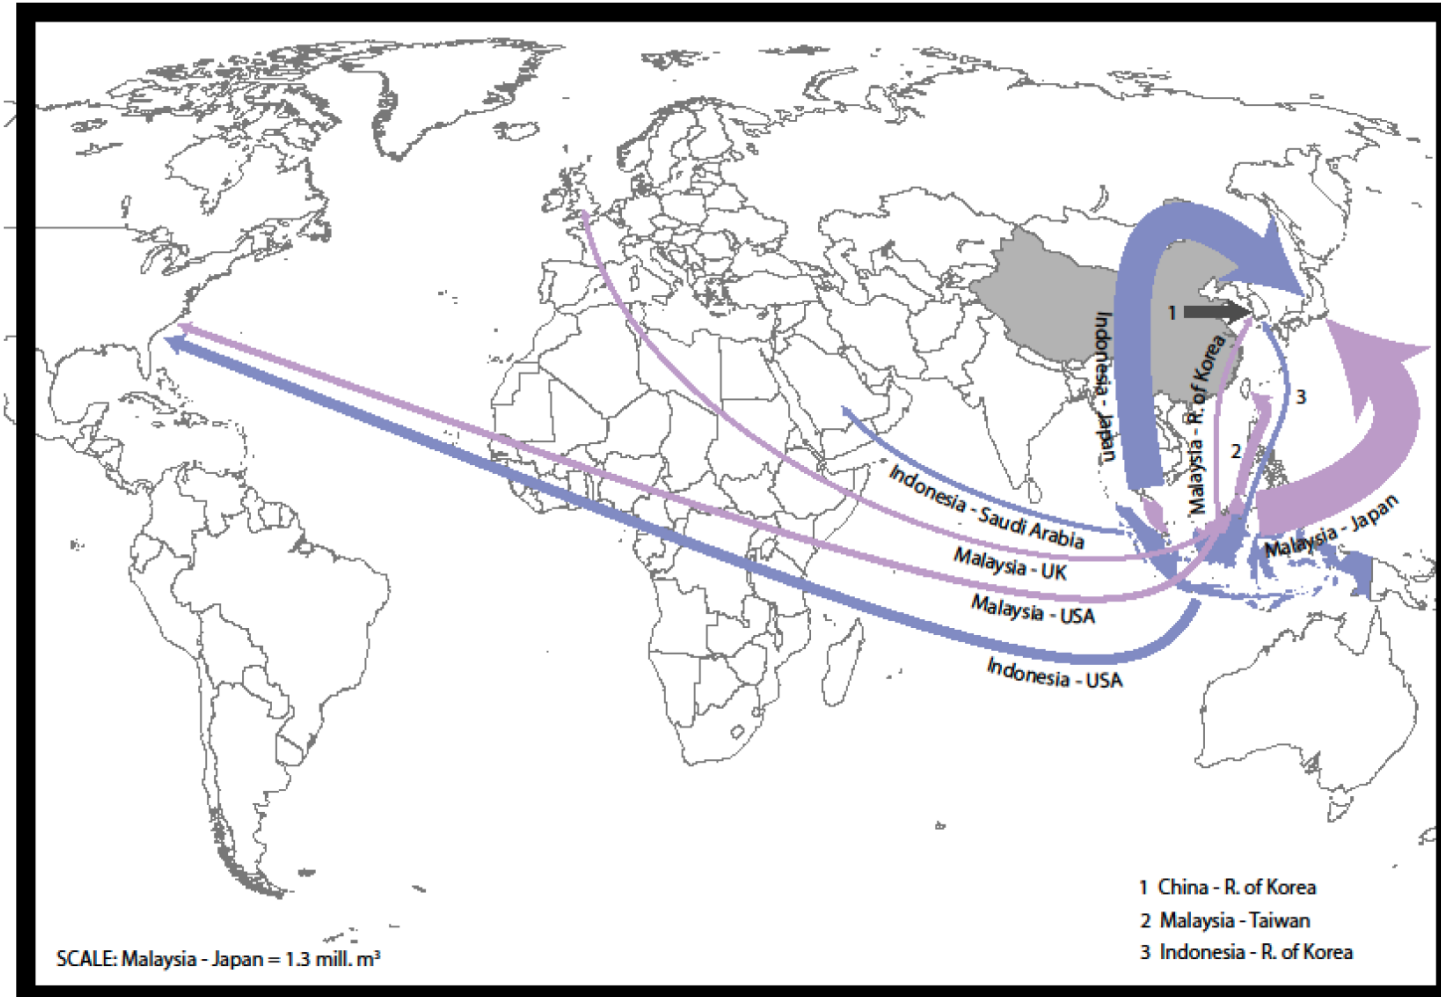 1
Indonesia - Japan
Malaysia - R. of Korea
3
2
Indonesia - Saudi Arabia
Malaysia - Japan
Malaysia - UK
Malaysia - USA
Indonesia - USA
1 China - R. of Korea
2 Malaysia - Taiwan
3 Indonesia - R. of Korea
SCALE: Malaysia - Japan = 1.3 mill. m³